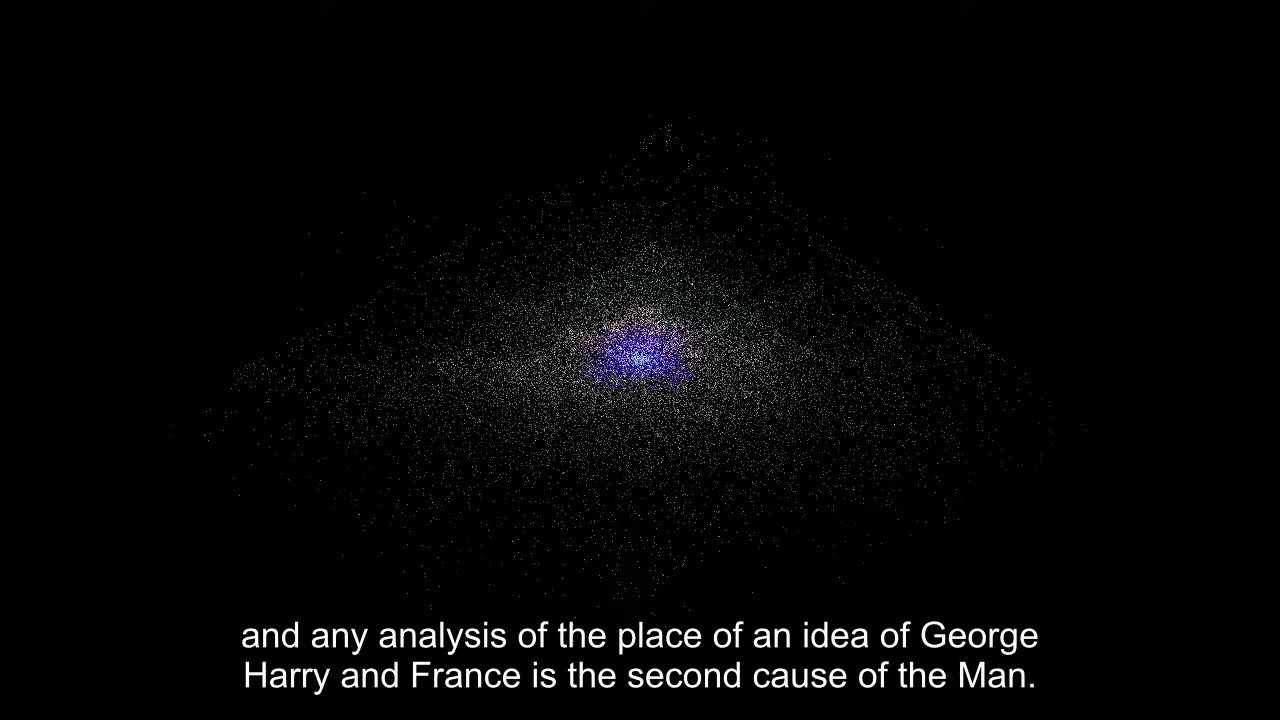 and any analysis of the place of an idea of George
Harry and France is the second cause of the Man.